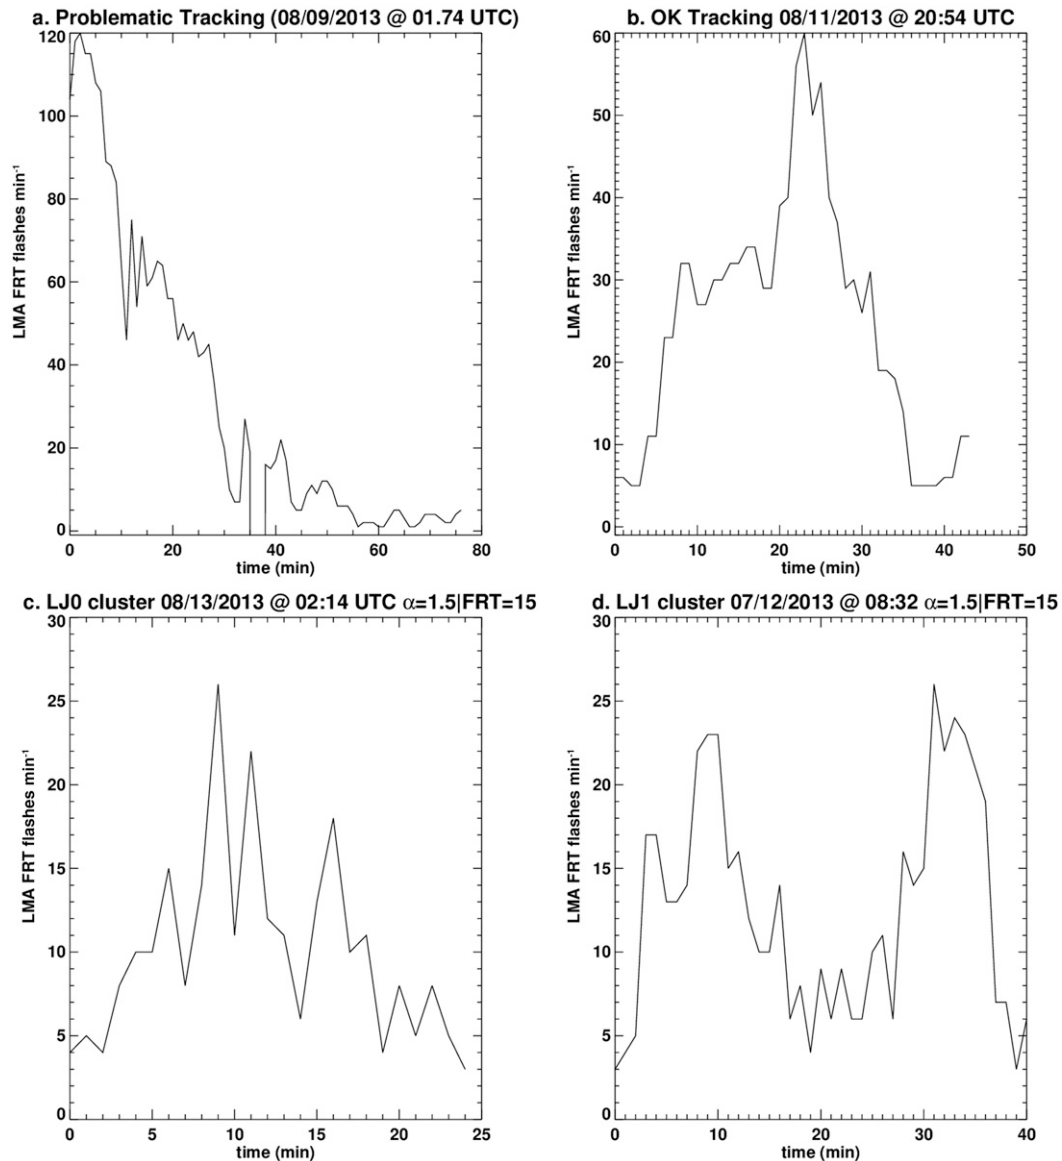 a. Problematic Tracking (08/09/2013 @ 01.74 UTC)
120
100
80
60
40
20
0
LMA FRT flashes min⁻¹
0 20 40 60 80
time (min)
b. OK Tracking 08/11/2013 @ 20:54 UTC
60
50
40
30
20
10
0
LMA FRT flashes min⁻¹
0 10 20 30 40 50
time (min)
c. LJ0 cluster 08/13/2013 @ 02:14 UTC α=1.5|FRT=15
30
25
20
15
10
5
0
LMA FRT flashes min⁻¹
0 5 10 15 20 25
time (min)
d. LJ1 cluster 07/12/2013 @ 08:32 α=1.5|FRT=15
30
25
20
15
10
5
0
LMA FRT flashes min⁻¹
0 10 20 30 40
time (min)